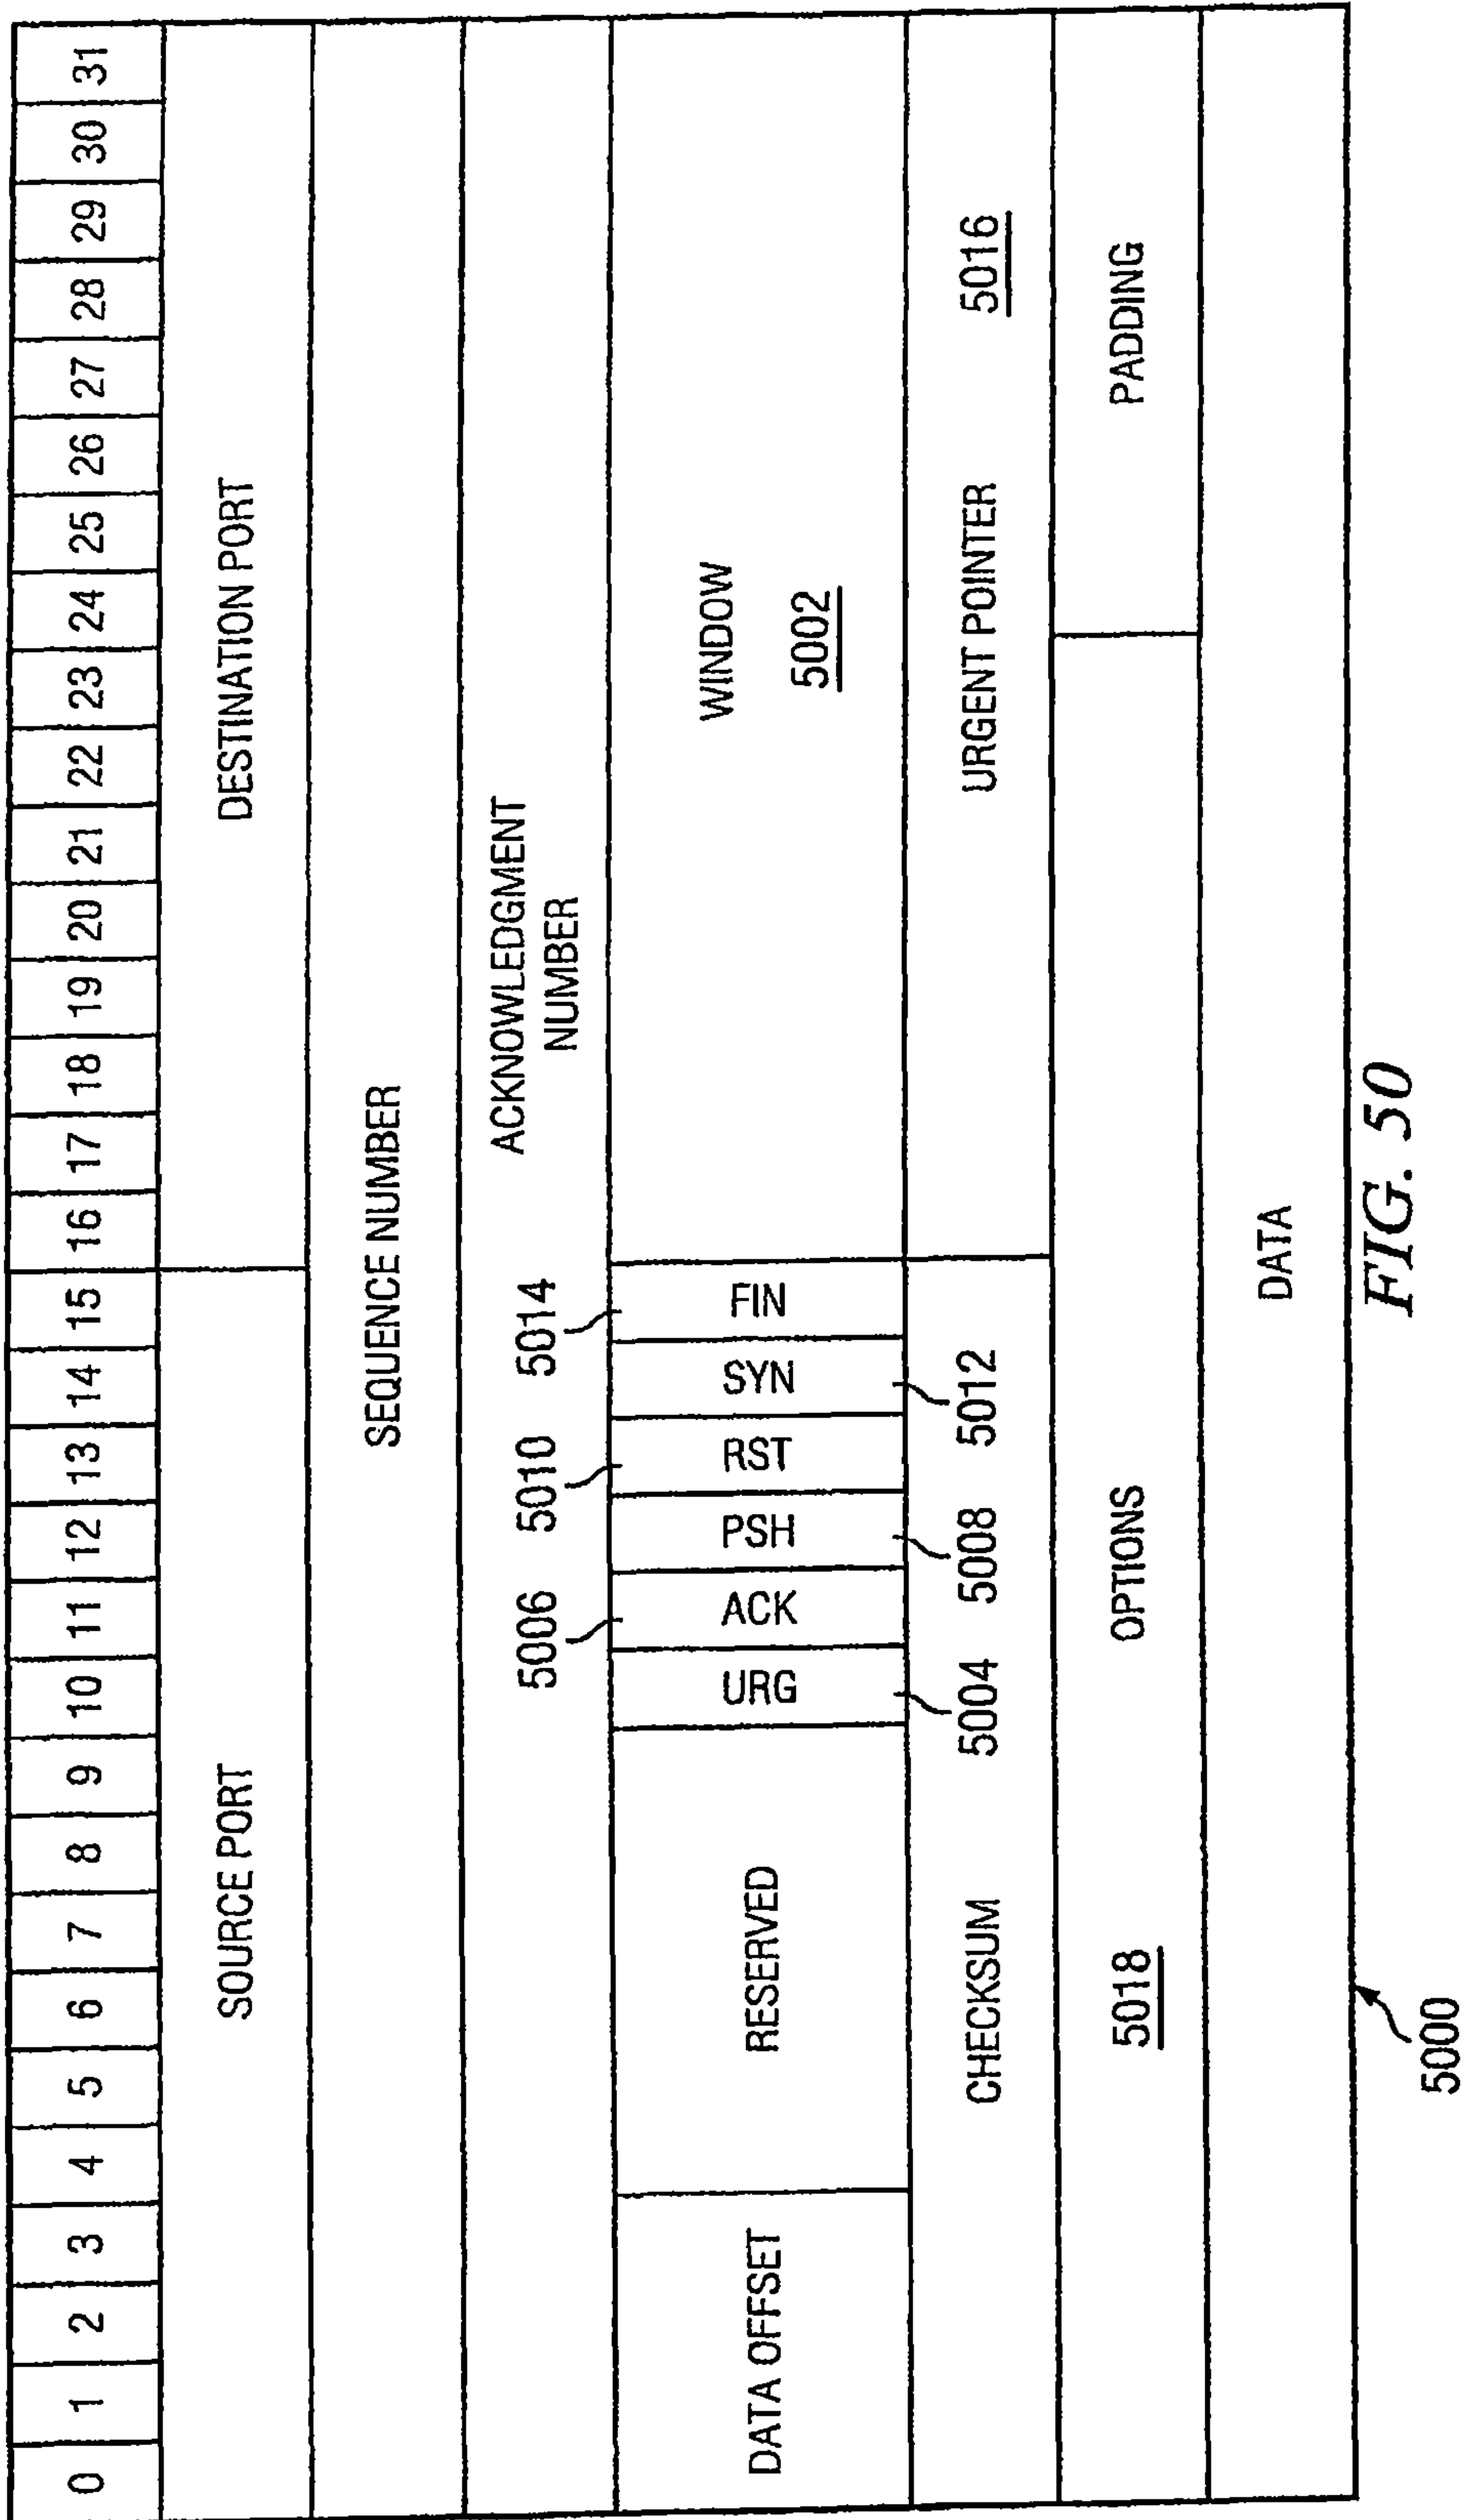 0 1 2 3 4 5 6 7 8 9 10 11 12 13 14 15 16 17 18 19 20 21 22 23 24 25 26 27 28 29 30 31
SOURCE PORT DESTINATION PORT
SEQUENCE NUMBER
ACKNOWLEDGMENT
NUMBER
5006 5010 5014
DATA OFFSET RESERVED URG ACK PSH RST SYN FIN WINDOW
5002
CHECKSUM 5004 5008 5012 URGENT POINTER 5016
5018 OPTIONS PADDING
DATA
5000
FIG. 50